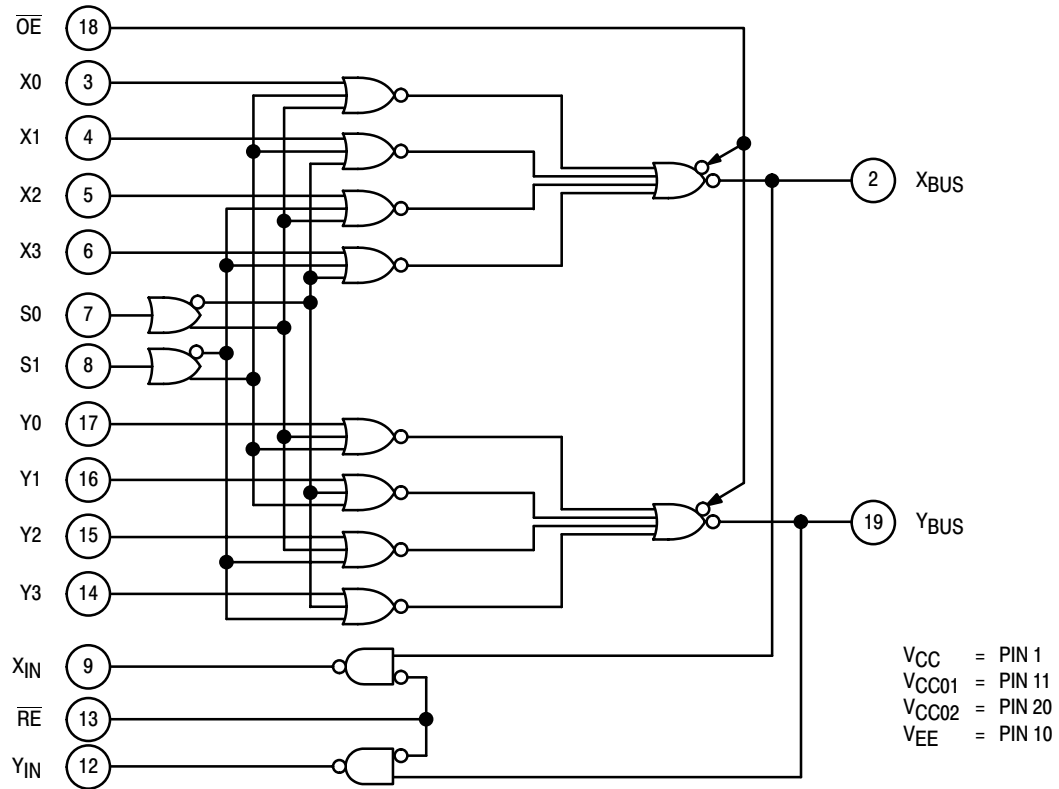 OE 18
X0 3
X1 4
X2 5
X3 6
S0 7
S1 8
Y0 17
Y1 16
Y2 15
Y3 14
XIN 9
RE 13
YIN 12
2 XBUS
19 YBUS
VCC = PIN 1
VCC01 = PIN 11
VCC02 = PIN 20
VEE = PIN 10